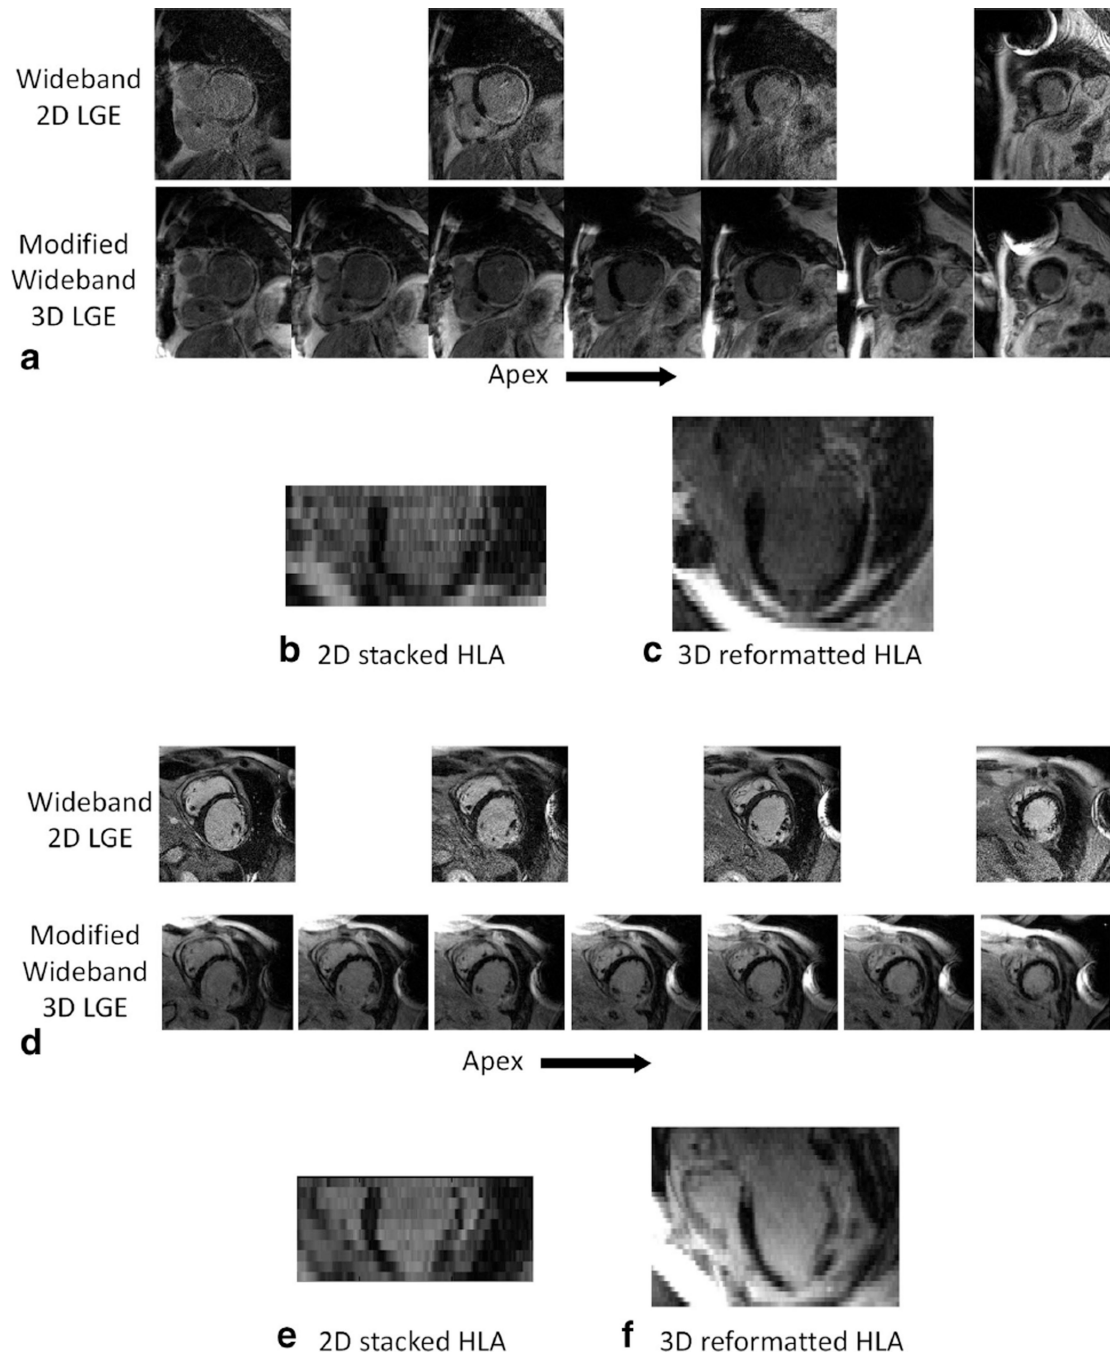 Wideband
2D LGE
Modified
Wideband
3D LGE
a
Apex
b 2D stacked HLA
c 3D reformatted HLA
Wideband
2D LGE
Modified
Wideband
3D LGE
d
Apex
e 2D stacked HLA
f 3D reformatted HLA